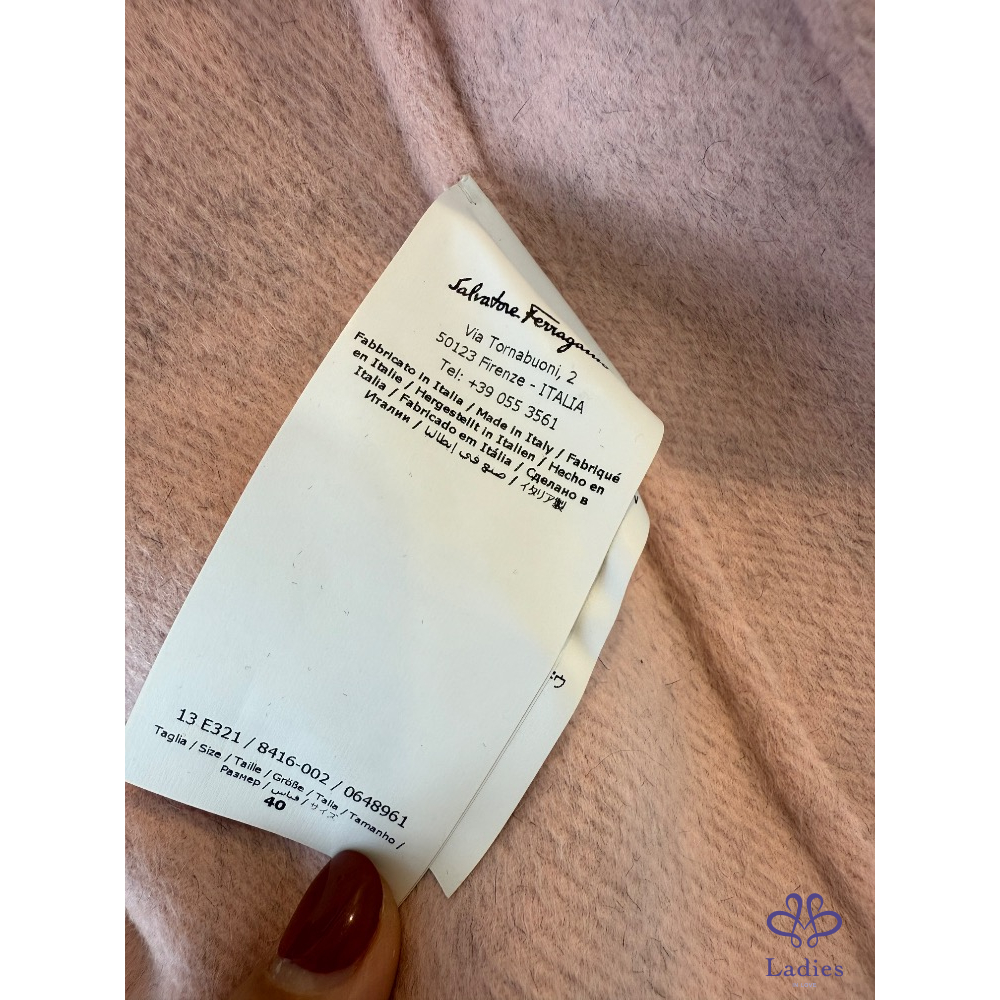 Salvatore Ferragamo
Via Tornabuoni, 2
50123 Firenze - ITALIA
Tel: +39 055 3561
Fabbricato in Italia / Made in Italy / Fabriqué
en Italie / Hergestellt in Italien / Hecho en
Italia / Fabricado em Itália / Сделано в
Италии / صنع في إيطاليا / イタリア製
13 E321 / 8416-002 / 0648961
Taglia / Size / Taille / Größe / Talla / Tamanho /
Размер / قياس / サイズ
40
Ladies